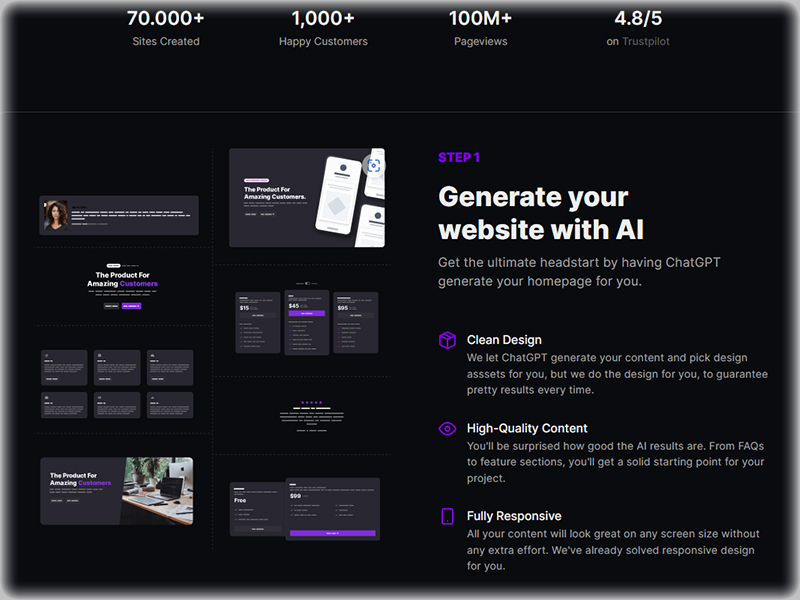 70.000+
1,000+
100M+
4.8/5
Sites Created
Happy Customers
Pageviews
on Trustpilot
The Product For
Amazing Customers.
The Product For
Amazing Customers
$15
$45
$95
The Product For
Amazing Customers
Free
$99
STEP 1
Generate your
website with AI
Get the ultimate headstart by having ChatGPT
generate your homepage for you.
Clean Design
We let ChatGPT generate your content and pick design
asssets for you, but we do the design for you, to guarantee
pretty results every time.
High-Quality Content
You'll be surprised how good the AI results are. From FAQs
to feature sections, you'll get a solid starting point for your
project.
Fully Responsive
All your content will look great on any screen size without
any extra effort. We've already solved responsive design
for you.